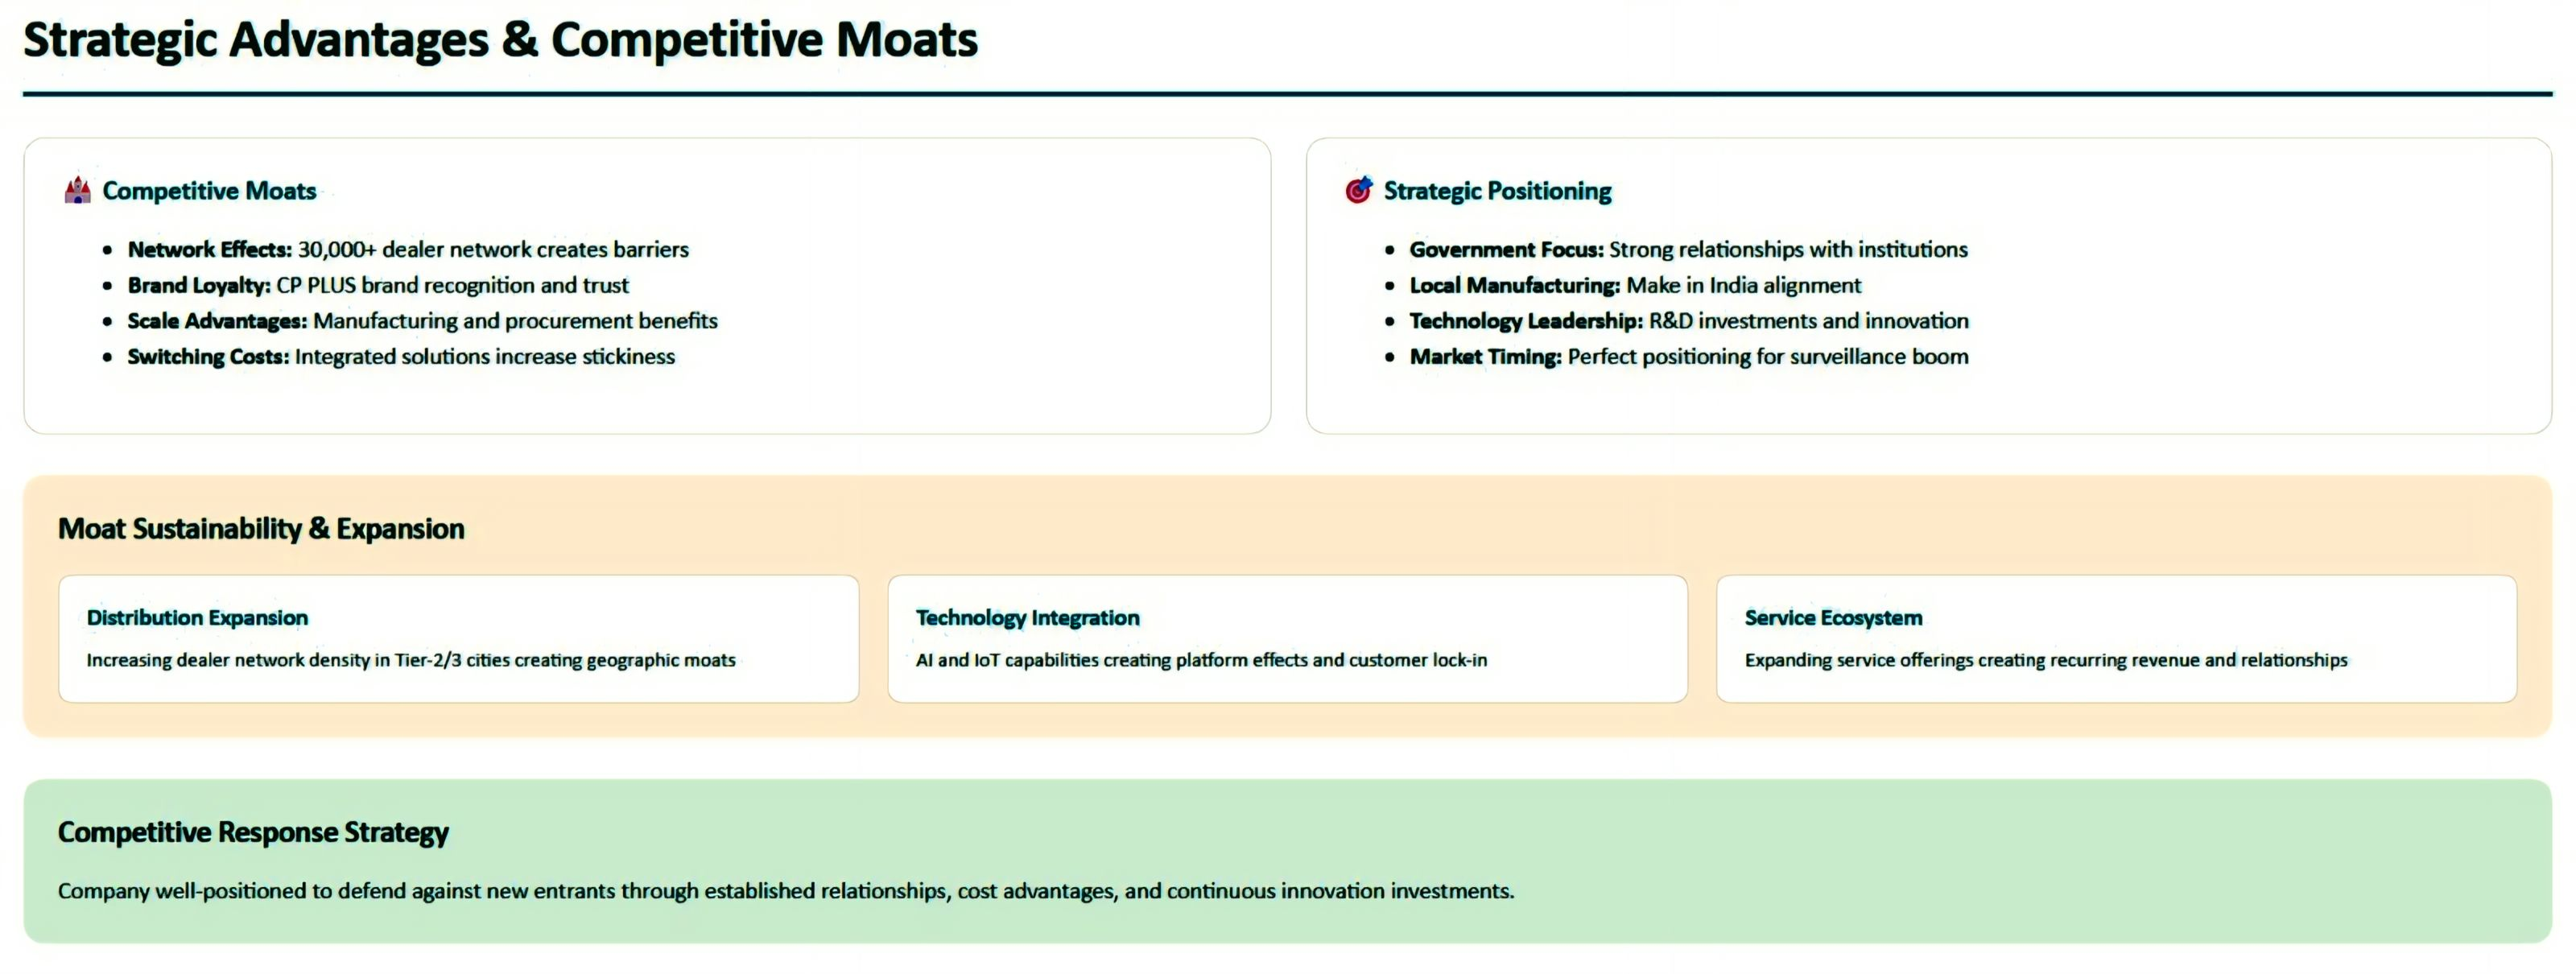 Strategic Advantages & Competitive Moats
Competitive Moats
Network Effects: 30,000+ dealer network creates barriers
Brand Loyalty: CP PLUS brand recognition and trust
Scale Advantages: Manufacturing and procurement benefits
Switching Costs: Integrated solutions increase stickiness
Strategic Positioning
Government Focus: Strong relationships with institutions
Local Manufacturing: Make in India alignment
Technology Leadership: R&D investments and innovation
Market Timing: Perfect positioning for surveillance boom
Moat Sustainability & Expansion
Distribution Expansion
Increasing dealer network density in Tier-2/3 cities creating geographic moats
Technology Integration
AI and IoT capabilities creating platform effects and customer lock-in
Service Ecosystem
Expanding service offerings creating recurring revenue and relationships
Competitive Response Strategy
Company well-positioned to defend against new entrants through established relationships, cost advantages, and continuous innovation investments.